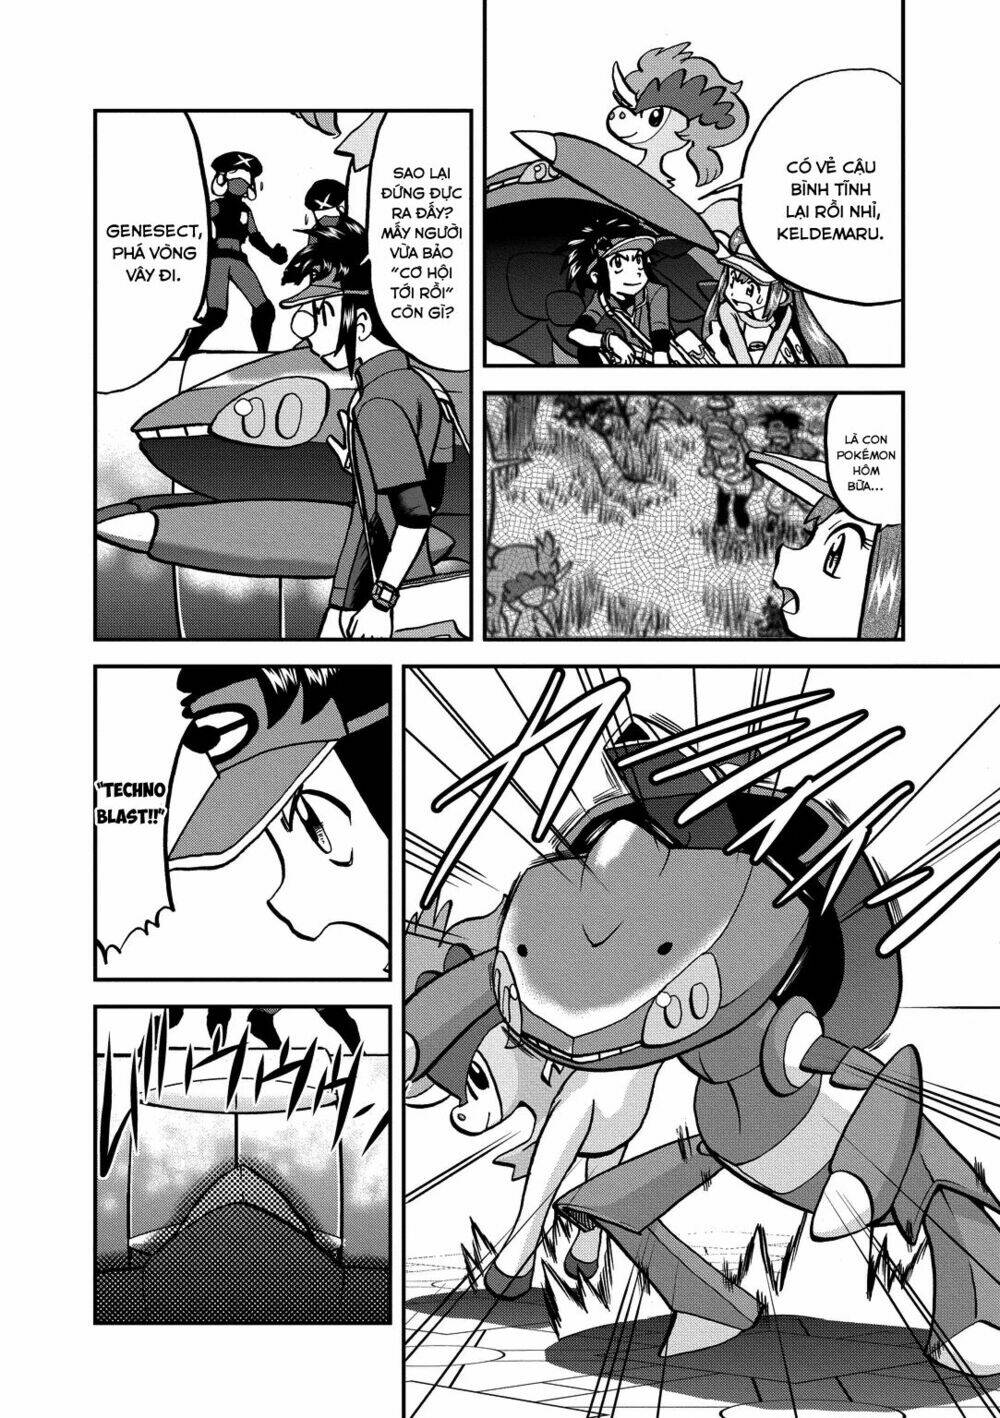 CÓ VẺ CẬU
BÌNH TĨNH
LẠI RỒI NHỈ,
KELDEMARU.
SAO LẠI
ĐỨNG ĐỰC
RA ĐẤY?
MẤY NGƯỜI
VỪA BẢO
“CƠ HỘI
TỚI RỒI”
CÒN GÌ?
GENESECT,
PHÁ VÒNG
VÂY ĐI.
LÀ CON
POKÉMON
HÔM
BỮA...
"TECHNO
BLAST!!"